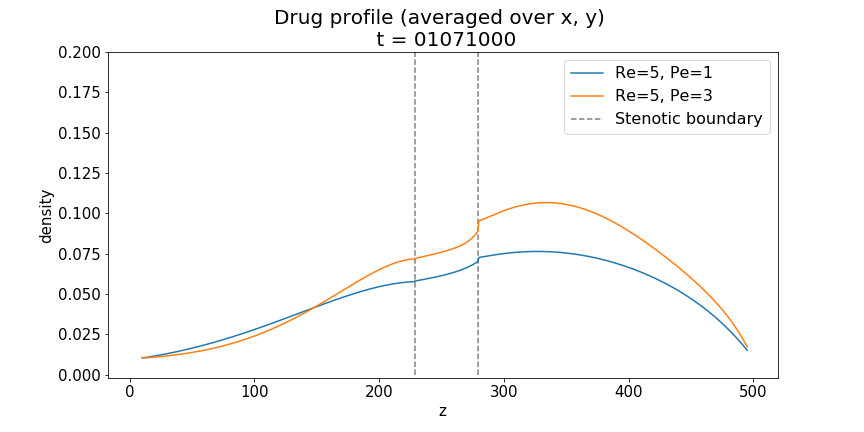 Drug profile (averaged over x, y)
t = 01071000
0.200
0.175
0.150
0.125
0.100
0.075
0.050
0.025
0.000
density
Re=5, Pe=1
Re=5, Pe=3
Stenotic boundary
0 100 200 300 400 500
z